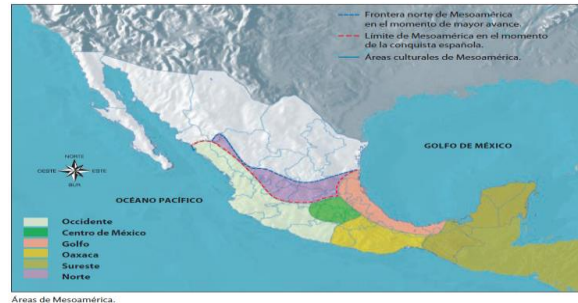 Frontera norte de Mesoamérica
en el momento de mayor avance.
Límite de Mesoamérica en el momento
de la conquista española.
Áreas culturales de Mesoamérica.
GOLFO DE MÉXICO
NORTE
OESTE
ESTE
SUR
OCÉANO PACÍFICO
Occidente
Centro de México
Golfo
Oaxaca
Sureste
Norte
Áreas de Mesoamérica.